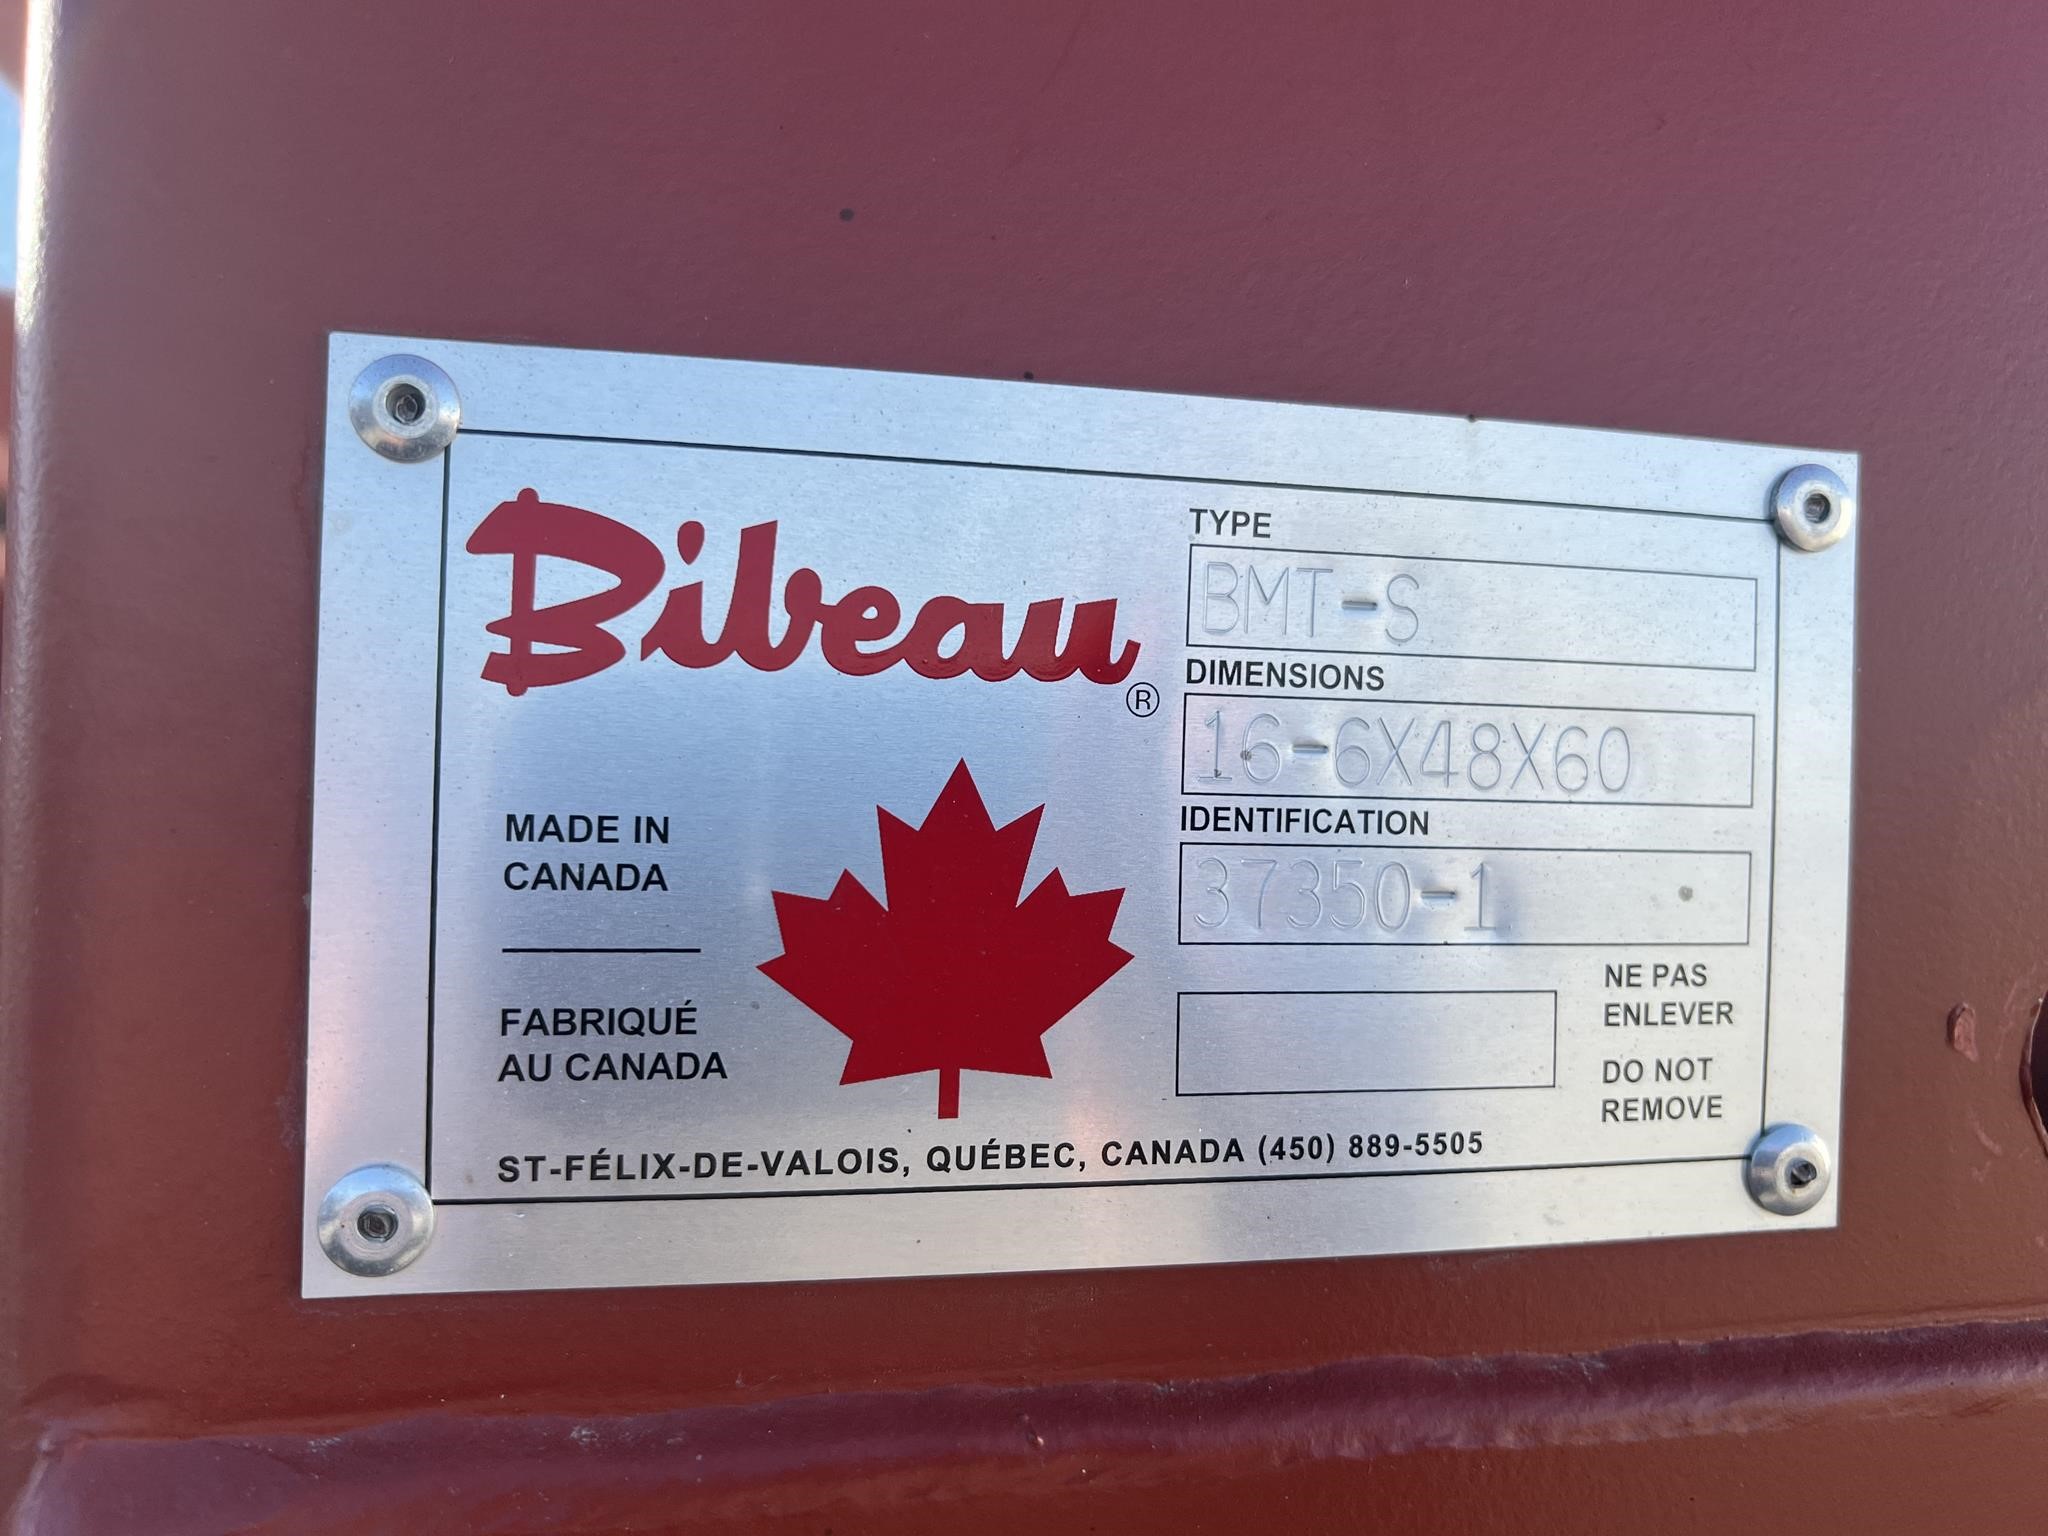 Bibeau®
TYPE
BMT-S
DIMENSIONS
16-6X48X60
IDENTIFICATION
37350-1
MADE IN
CANADA
FABRIQUÉ
AU CANADA
NE PAS
ENLEVER
DO NOT
REMOVE
ST-FÉLIX-DE-VALOIS, QUÉBEC, CANADA (450) 889-5505